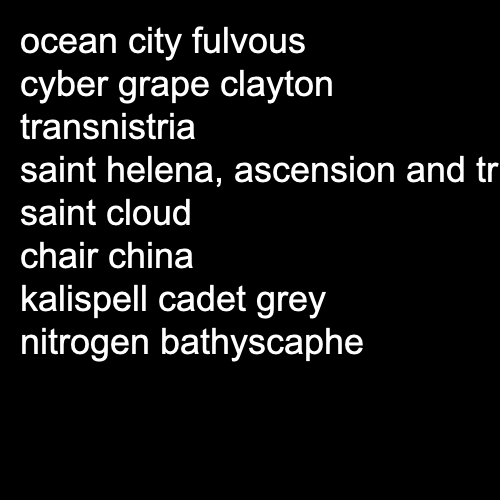 ocean city fulvous
cyber grape clayton
transnistria
saint helena, ascension and
saint cloud
chair china
kalispell cadet grey
nitrogen bathyscaphe